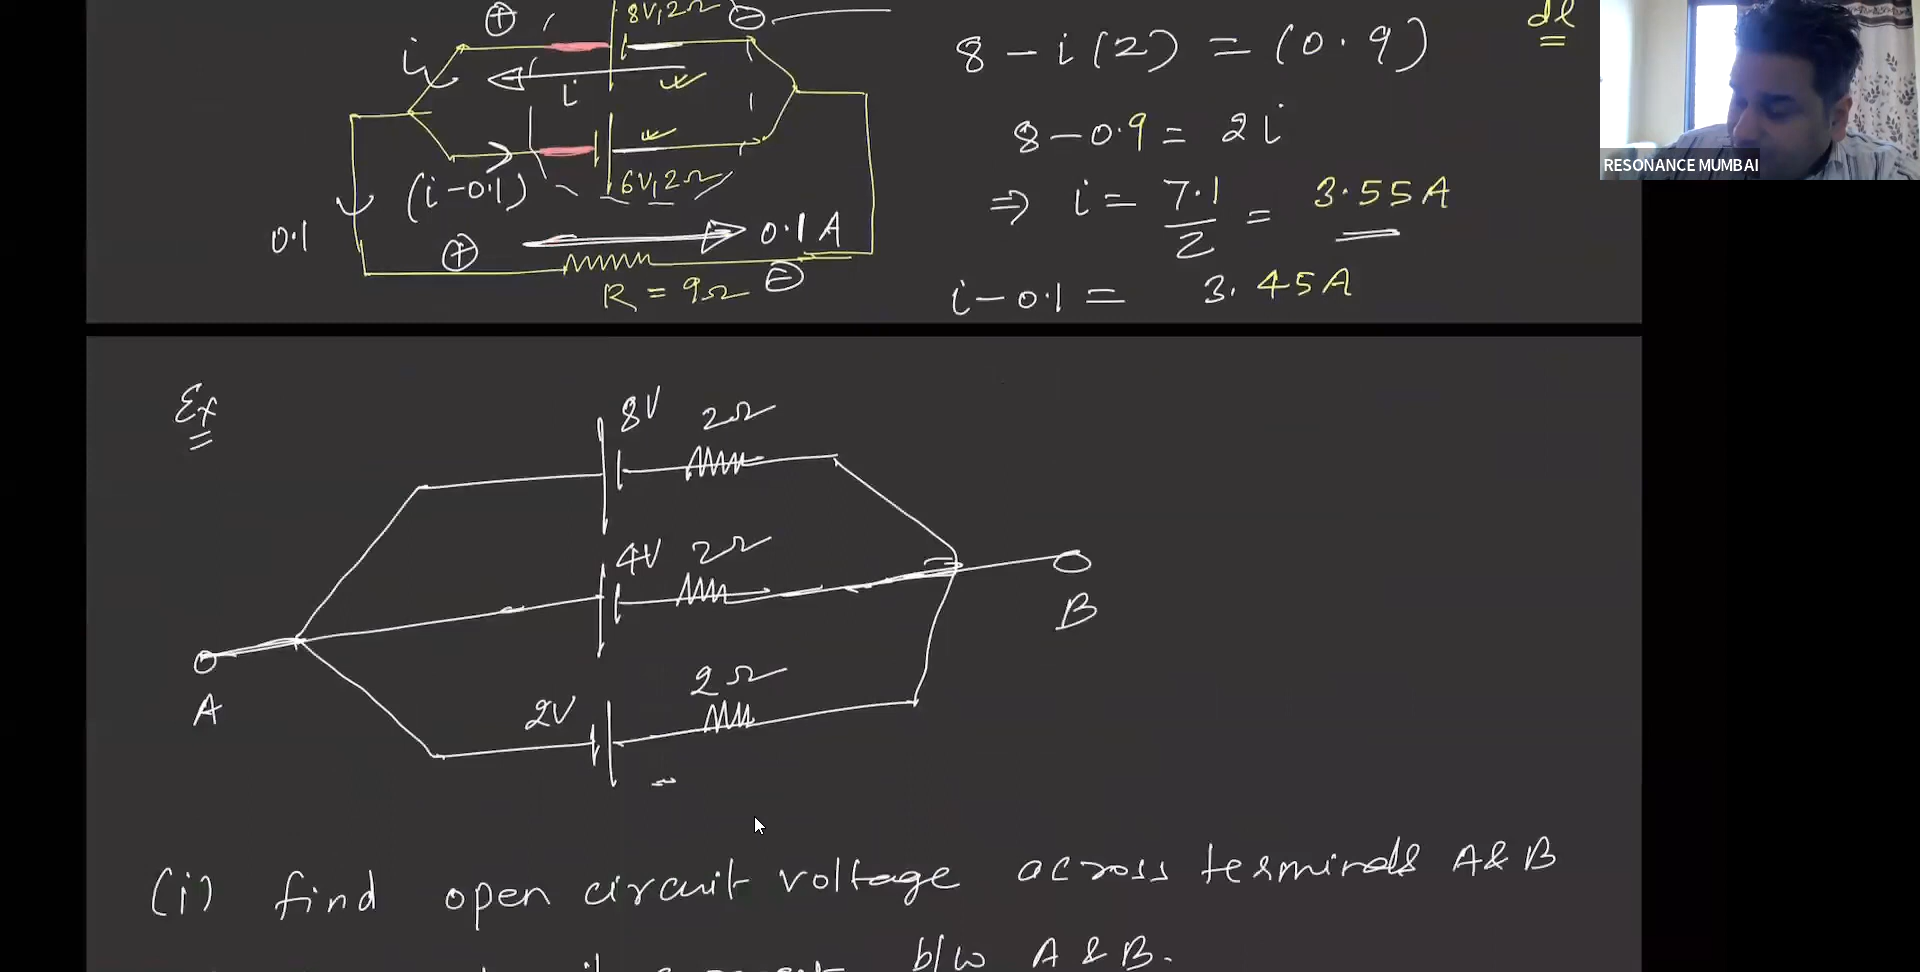 8V, 2Ω
i
i
(i-0.1)
6V, 2Ω
0.1
0.1 A
R = 9Ω
8 - i(2) = (0.9)
8 - 0.9 = 2i
⇒ i = 7.1/2 = 3.55A
i - 0.1 = 3.45A
dl
RESONANCE MUMBAI
Ex
8V 2Ω
4V 2Ω
2V 2Ω
A
B
(i) find open circuit voltage across terminals A & B
b/w A & B.